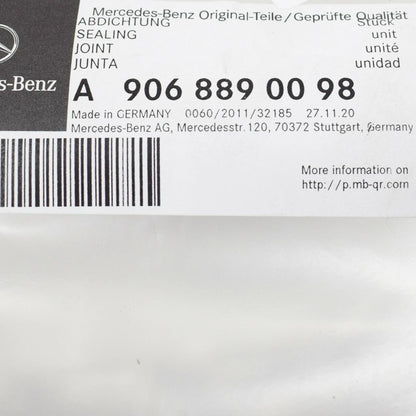 Mercedes-Benz Original-Teile/Geprüfte Qualität
ABDICHTUNG Stück
SEALING unit
JOINT unité
JUNTA unidad
s-Benz
A 906 889 00 98
Made in GERMANY 0060/2011/32185 27.11.20
Mercedes-Benz AG, Mercedesstr.120, 70372 Stuttgart, Germany
More information on
http://p.mb-qr.com